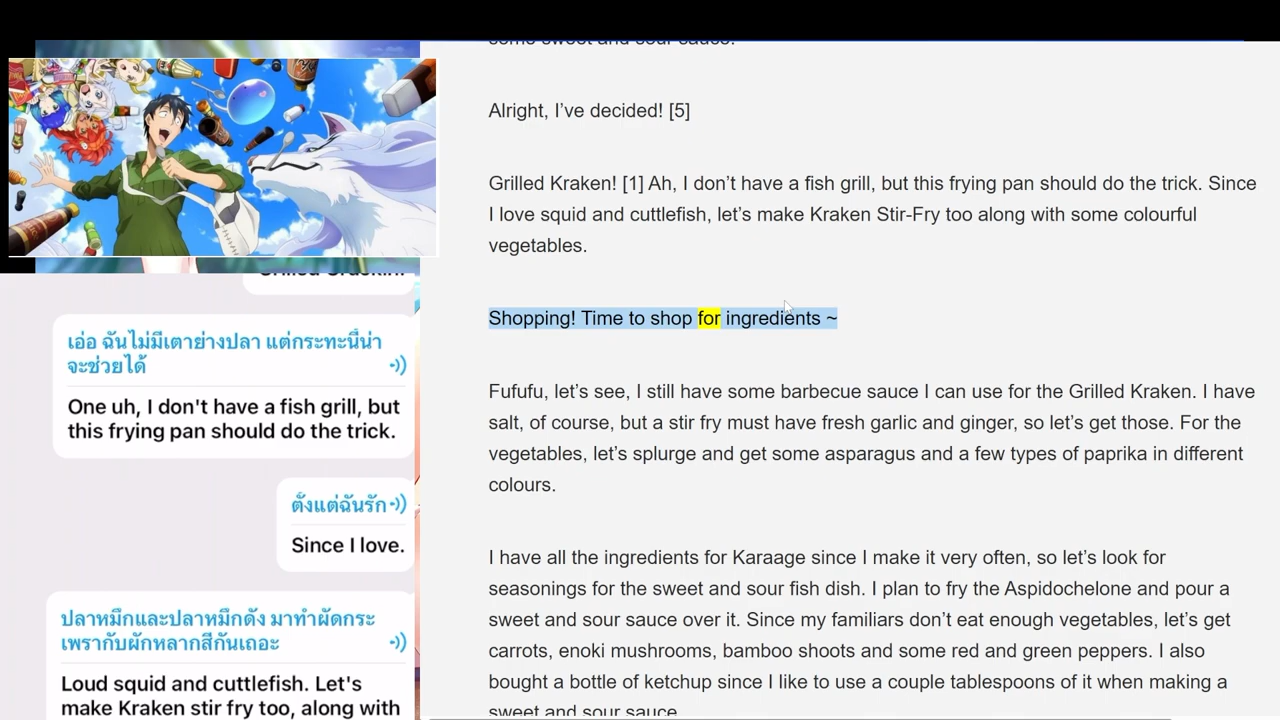 some sweet and sour sauce.
Alright, I’ve decided! [5]
Grilled Kraken! [1] Ah, I don’t have a fish grill, but this frying pan should do the trick. Since
I love squid and cuttlefish, let’s make Kraken Stir-Fry too along with some colourful
vegetables.
Shopping! Time to shop for ingredients ~
Fufufu, let’s see, I still have some barbecue sauce I can use for the Grilled Kraken. I have
salt, of course, but a stir fry must have fresh garlic and ginger, so let’s get those. For the
vegetables, let’s splurge and get some asparagus and a few types of paprika in different
colours.
I have all the ingredients for Karaage since I make it very often, so let’s look for
seasonings for the sweet and sour fish dish. I plan to fry the Aspidochelone and pour a
sweet and sour sauce over it. Since my familiars don’t eat enough vegetables, let’s get
carrots, enoki mushrooms, bamboo shoots and some red and green peppers. I also
bought a bottle of ketchup since I like to use a couple tablespoons of it when making a
sweet and sour sauce
เอ่อ ฉันไม่มีเตาย่างปลา แต่กระทะนี้น่า
จะช่วยได้
One uh, I don't have a fish grill, but
this frying pan should do the trick.
ตั้งแต่ฉันรัก
Since I love.
ปลาหมึกและปลาหมึกดัง มาทำผัดกระ
เพรากับผักหลากสีกันเถอะ
Loud squid and cuttlefish. Let's
make Kraken stir fry too, along with